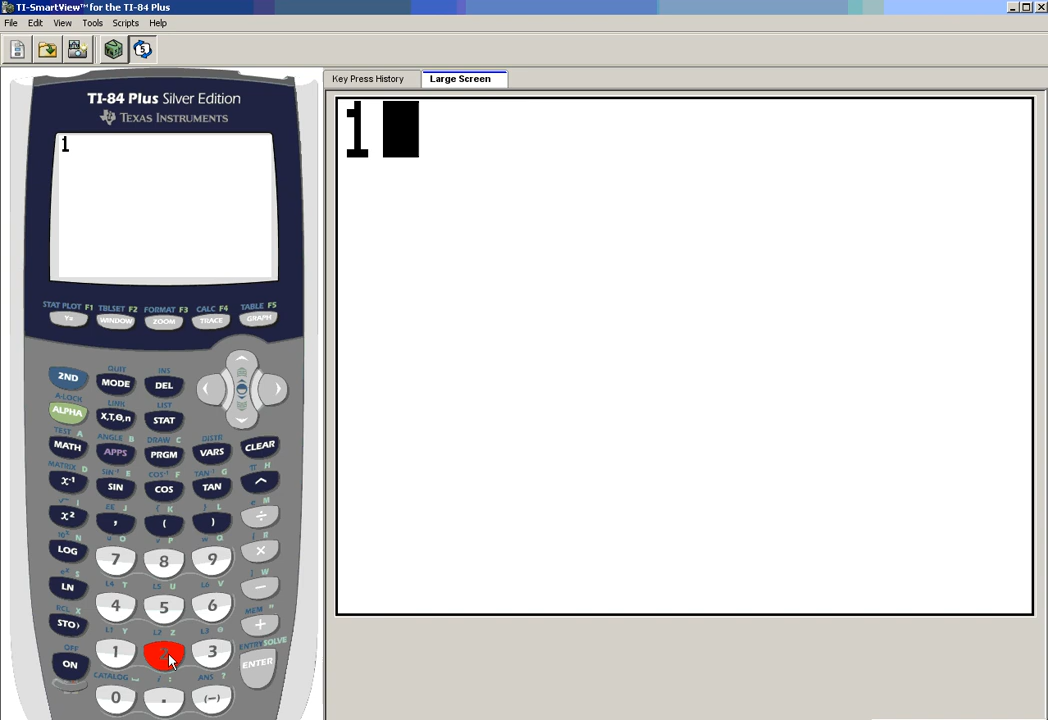 TI-SmartView™ for the TI-84 Plus
File Edit View Tools Scripts Help
Key Press History Large Screen
TI-84 Plus Silver Edition
TEXAS INSTRUMENTS
1
1
STAT PLOT F1 TBLSET F2 FORMAT F3 CALC F4 TABLE F5
Y= WINDOW ZOOM TRACE GRAPH
QUIT INS
2ND MODE DEL
A-LOCK LINK LIST
ALPHA X,T,Θ,n STAT
TEST A ANGLE B DRAW C DISTR
MATH APPS PRGM VARS CLEAR
MATRIX D SIN⁻¹ E COS⁻¹ F TAN⁻¹ G π H
x⁻¹ SIN COS TAN ^
√ I EE J { K } L e M
x² , ( ) ÷
10ˣ N u O v P w Q [ R
LOG 7 8 9 ×
eˣ S L4 T L5 U L6 V ] W
LN 4 5 6 −
RCL X L1 Y L2 Z L3 θ MEM "
STO› 1 2 3 +
OFF CATALOG ⎵ i : ANS ? ENTRY SOLVE
ON 0 . (−) ENTER